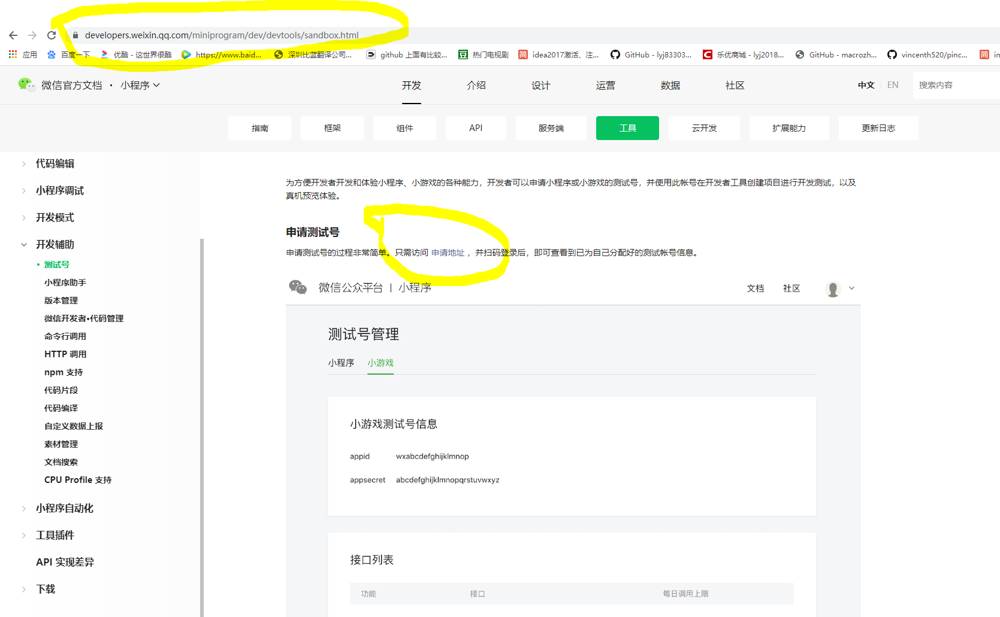 developers.weixin.qq.com/miniprogram/dev/devtools/sandbox.html
应用 百度一下 优酷 - 这世界很酷 https://www.baid... 深圳比蓝翻译公司... github 上面有比较... 豆 热门电视剧 简 idea2017激活、注... GitHub - lyj83303... 乐优商城 - lyj2018... GitHub - macrozh... vincenth520/pinc... 简 in
微信官方文档 · 小程序 开发 介绍 设计 运营 数据 社区 中文 EN 搜索内容
指南 框架 组件 API 服务端 工具 云开发 扩展能力 更新日志
代码编辑
小程序调试
开发模式
开发辅助
测试号
小程序助手
版本管理
微信开发者·代码管理
命令行调用
HTTP 调用
npm 支持
代码片段
代码编译
自定义数据上报
素材管理
文档搜索
CPU Profile 支持
小程序自动化
工具插件
API 实现差异
下载
为方便开发者开发和体验小程序、小游戏的各种能力，开发者可以申请小程序或小游戏的测试号，并使用此帐号在开发者工具创建项目进行开发测试，以及
真机预览体验。
申请测试号
申请测试号的过程非常简单。只需访问 申请地址 ，并扫码登录后，即可查看到已为自己分配好的测试帐号信息。
微信公众平台 | 小程序 文档 社区
测试号管理
小程序 小游戏
小游戏测试号信息
appid wxabcdefghijklmnop
appsecret abcdefghijklmnopqrstuvwxyz
接口列表
功能 接口 每日调用上限